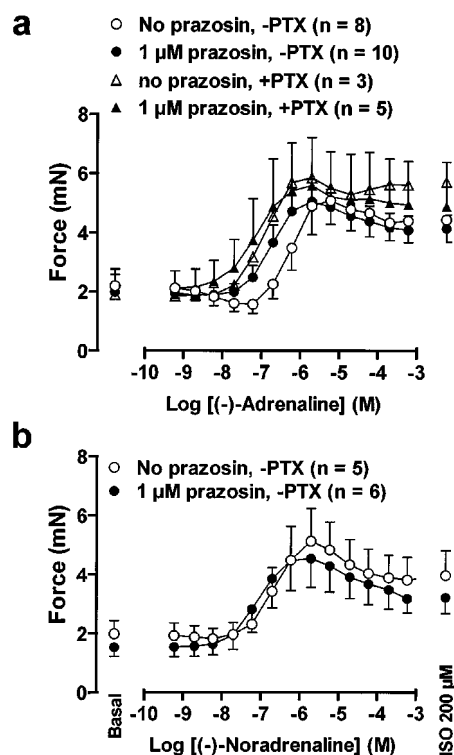 a
No prazosin, -PTX (n = 8)
1 µM prazosin, -PTX (n = 10)
no prazosin, +PTX (n = 3)
1 µM prazosin, +PTX (n = 5)
8
6
4
2
0
Force (mN)
-10 -9 -8 -7 -6 -5 -4 -3 -2
Log [(-)-Adrenaline] (M)
b
No prazosin, -PTX (n = 5)
1 µM prazosin, -PTX (n = 6)
8
6
4
2
0
Force (mN)
Basal
ISO 200 µM
-10 -9 -8 -7 -6 -5 -4 -3 -2
Log [(-)-Noradrenaline] (M)